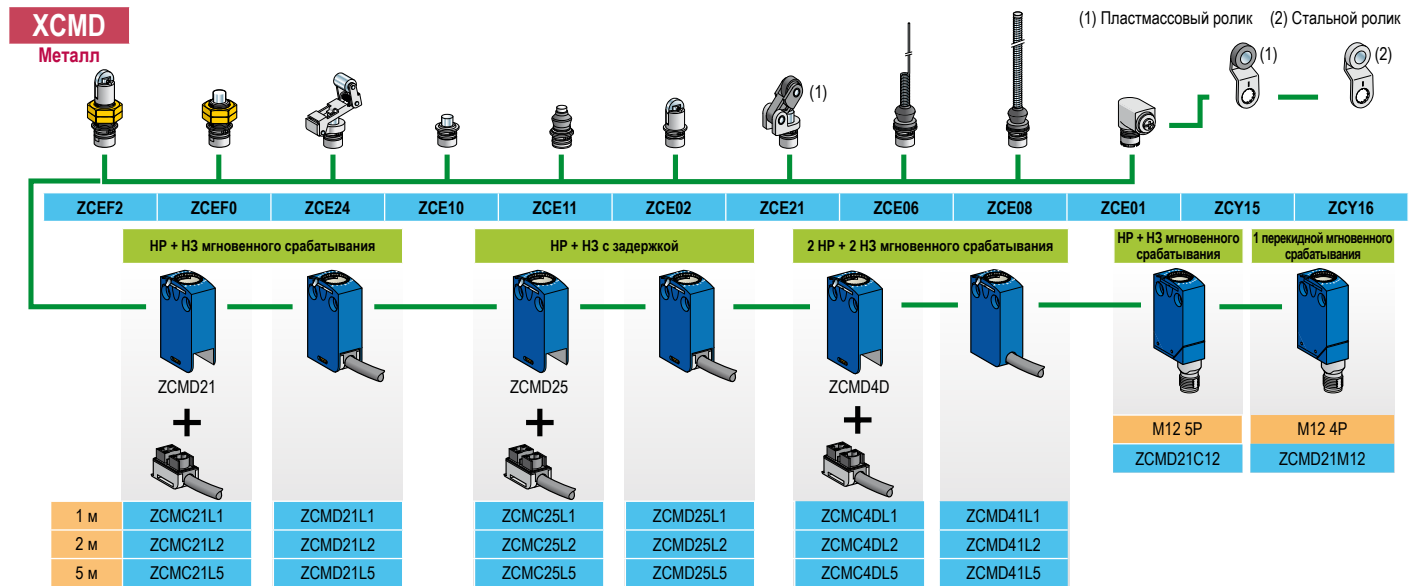 XCMD
Металл
(1) Пластмассовый ролик (2) Стальной ролик
(1) (2)
(1)
ZCEF2 ZCEF0 ZCE24 ZCE10 ZCE11 ZCE02 ZCE21 ZCE06 ZCE08 ZCE01 ZCY15 ZCY16
НР + НЗ мгновенного срабатывания НР + НЗ с задержкой 2 НР + 2 НЗ мгновенного срабатывания НР + НЗ мгновенного 1 перекидной мгновенного
срабатывания срабатывания
ZCMD21 ZCMD25 ZCMD4D
+ + +
M12 5P M12 4P
ZCMD21C12 ZCMD21M12
1 м ZCMC21L1 ZCMD21L1 ZCMC25L1 ZCMD25L1 ZCMC4DL1 ZCMD41L1
2 м ZCMC21L2 ZCMD21L2 ZCMC25L2 ZCMD25L2 ZCMC4DL2 ZCMD41L2
5 м ZCMC21L5 ZCMD21L5 ZCMC25L5 ZCMD25L5 ZCMC4DL5 ZCMD41L5